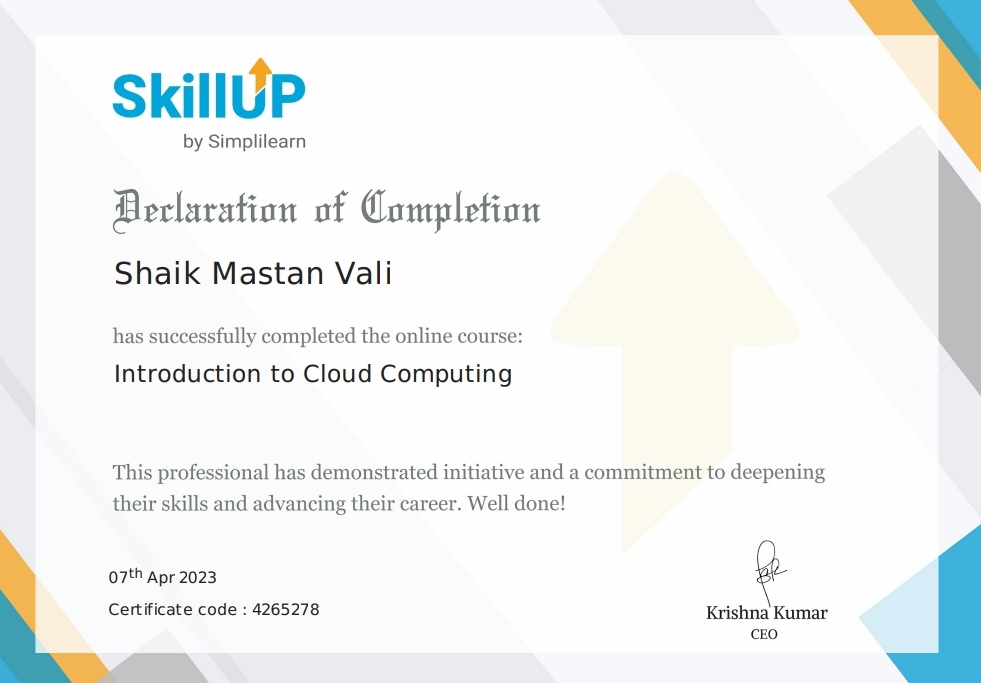 SkillUP
by Simplilearn
Declaration of Completion
Shaik Mastan Vali
has successfully completed the online course:
Introduction to Cloud Computing
This professional has demonstrated initiative and a commitment to deepening
their skills and advancing their career. Well done!
07th Apr 2023
Certificate code : 4265278
Krishna Kumar
CEO